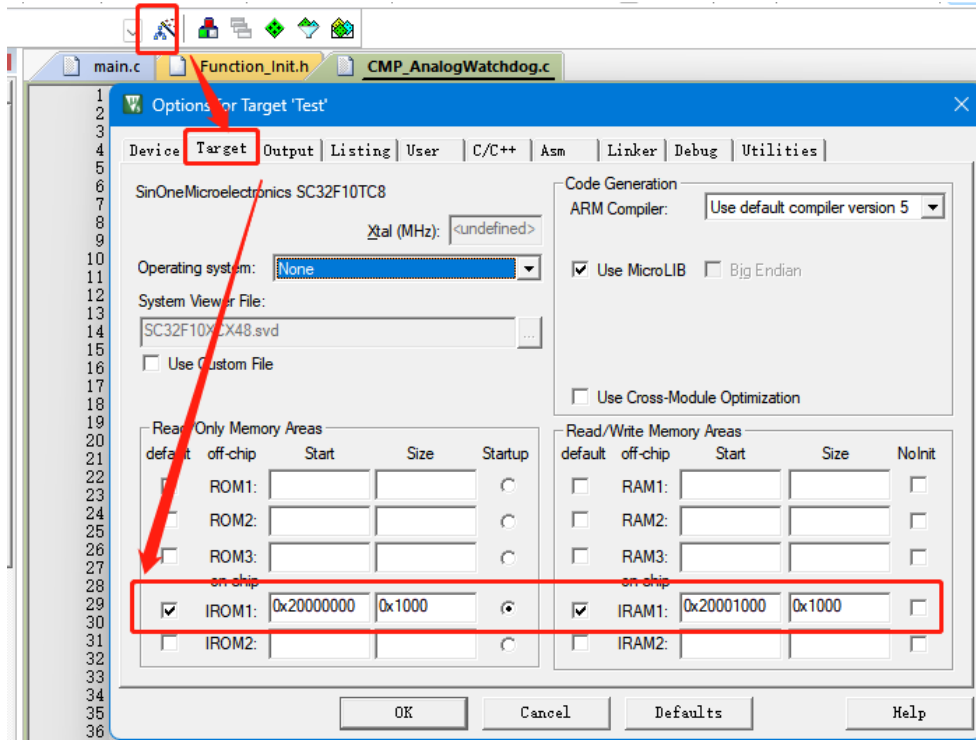 main.c Function_Init.h CMP_AnalogWatchdog.c
1
2
3
4
5
6
7
8
9
10
11
12
13
14
15
16
17
18
19
20
21
22
23
24
25
26
27
28
29
30
31
32
33
34
35
36
Options for Target 'Test'
Device Target Output Listing User C/C++ Asm Linker Debug Utilities
SinOneMicroelectronics SC32F10TC8
Xtal (MHz): <undefined>
Operating system: None
System Viewer File:
SC32F10XCX48.svd
...
Use Custom File
Code Generation
ARM Compiler: Use default compiler version 5
Use MicroLIB Big Endian
Use Cross-Module Optimization
Read/Only Memory Areas
default off-chip Start Size Startup
ROM1:
ROM2:
ROM3:
on-chip
IROM1: 0x20000000 0x1000
IROM2:
Read/Write Memory Areas
default off-chip Start Size NoInit
RAM1:
RAM2:
RAM3:
on-chip
IRAM1: 0x20001000 0x1000
IRAM2:
OK Cancel Defaults Help